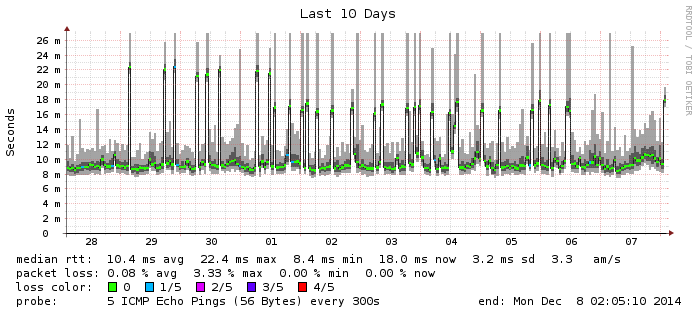 Last 10 Days
RRDTOOL / TOBI OETIKER
Seconds
26 m
24 m
22 m
20 m
18 m
16 m
14 m
12 m
10 m
8 m
6 m
4 m
2 m
0
28 29 30 01 02 03 04 05 06 07
median rtt: 10.4 ms avg 22.4 ms max 8.4 ms min 18.0 ms now 3.2 ms sd 3.3 am/s
packet loss: 0.08 % avg 3.33 % max 0.00 % min 0.00 % now
loss color: 0 1/5 2/5 3/5 4/5
probe: 5 ICMP Echo Pings (56 Bytes) every 300s end: Mon Dec 8 02:05:10 2014